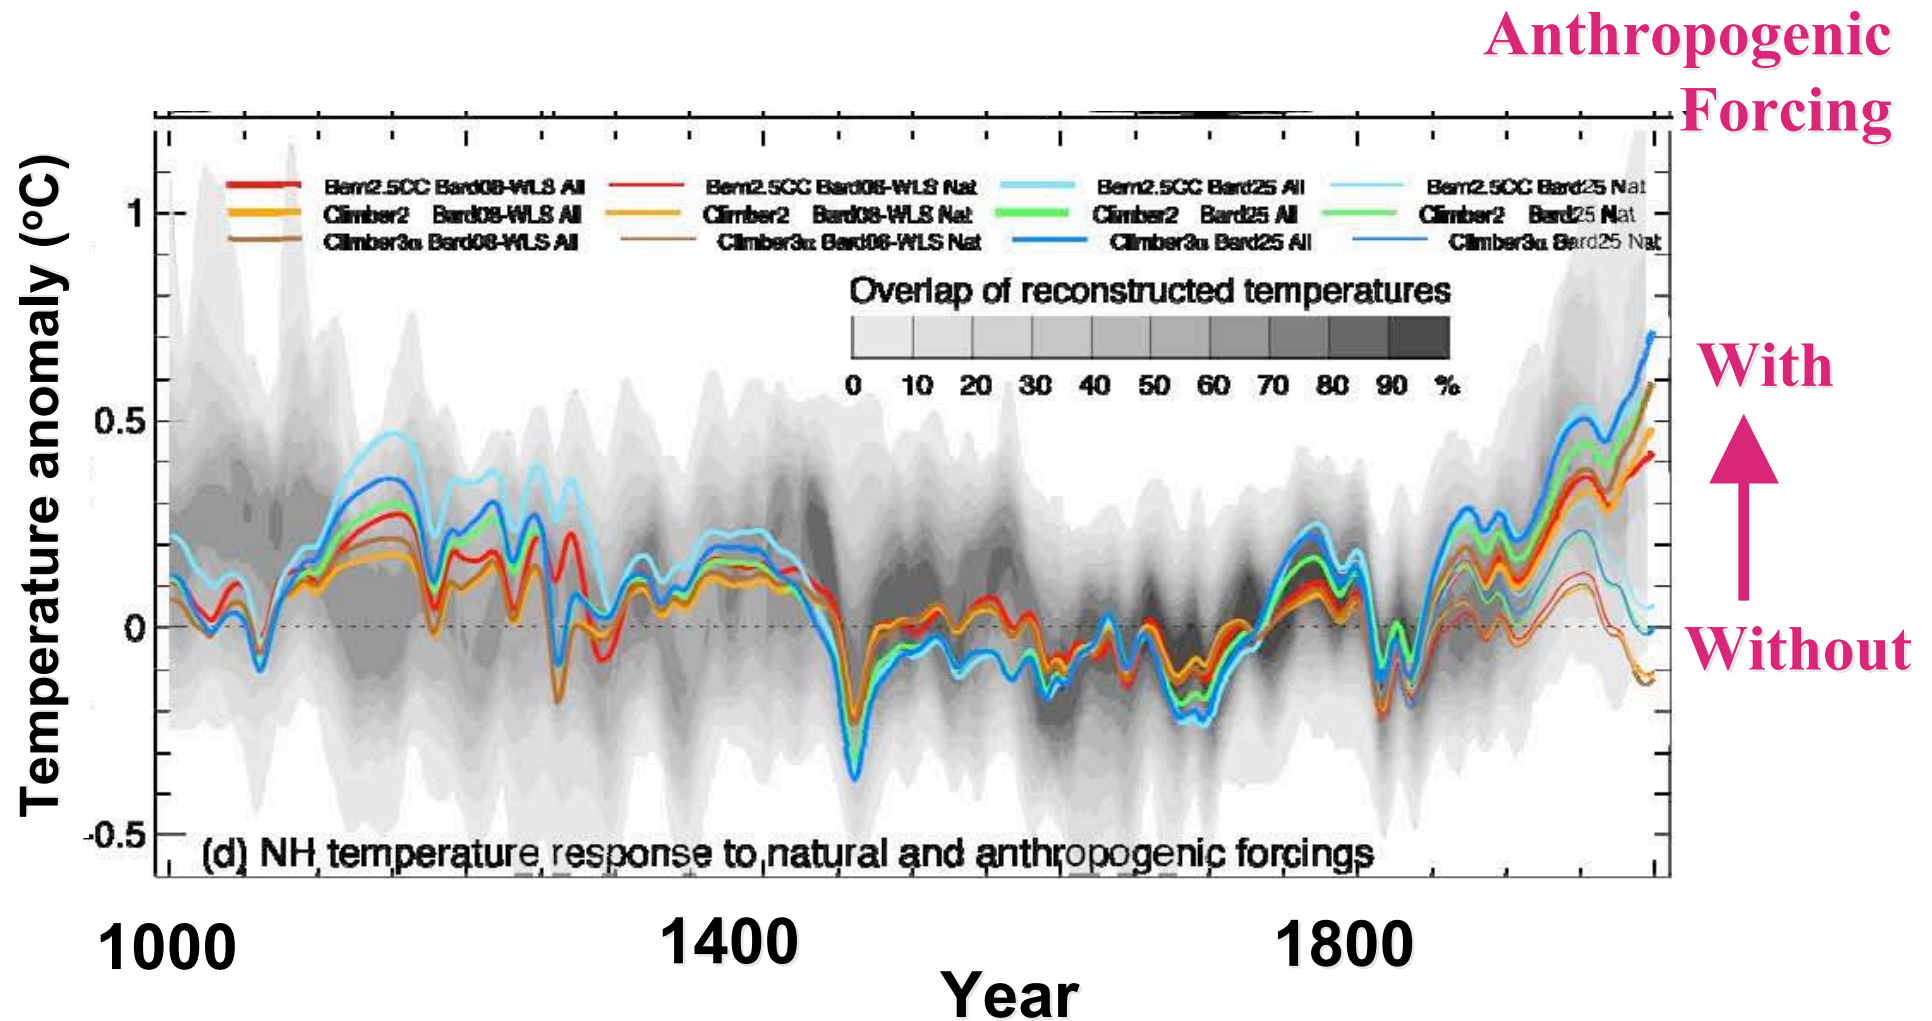 Anthropogenic
Forcing
Bern2.5CC Bard08-WLS All Bern2.5CC Bard08-WLS Nat Bern2.5CC Bard25 All Bern2.5CC Bard25 Nat
Climber2 Bard08-WLS All Climber2 Bard08-WLS Nat Climber2 Bard25 All Climber2 Bard25 Nat
Climber3α Bard08-WLS All Climber3α Bard08-WLS Nat Climber3α Bard25 All Climber3α Bard25 Nat
Overlap of reconstructed temperatures
0 10 20 30 40 50 60 70 80 90 %
Temperature anomaly (ºC)
1
0.5
0
-0.5
With
Without
(d) NH temperature response to natural and anthropogenic forcings
1000 1400 1800
Year